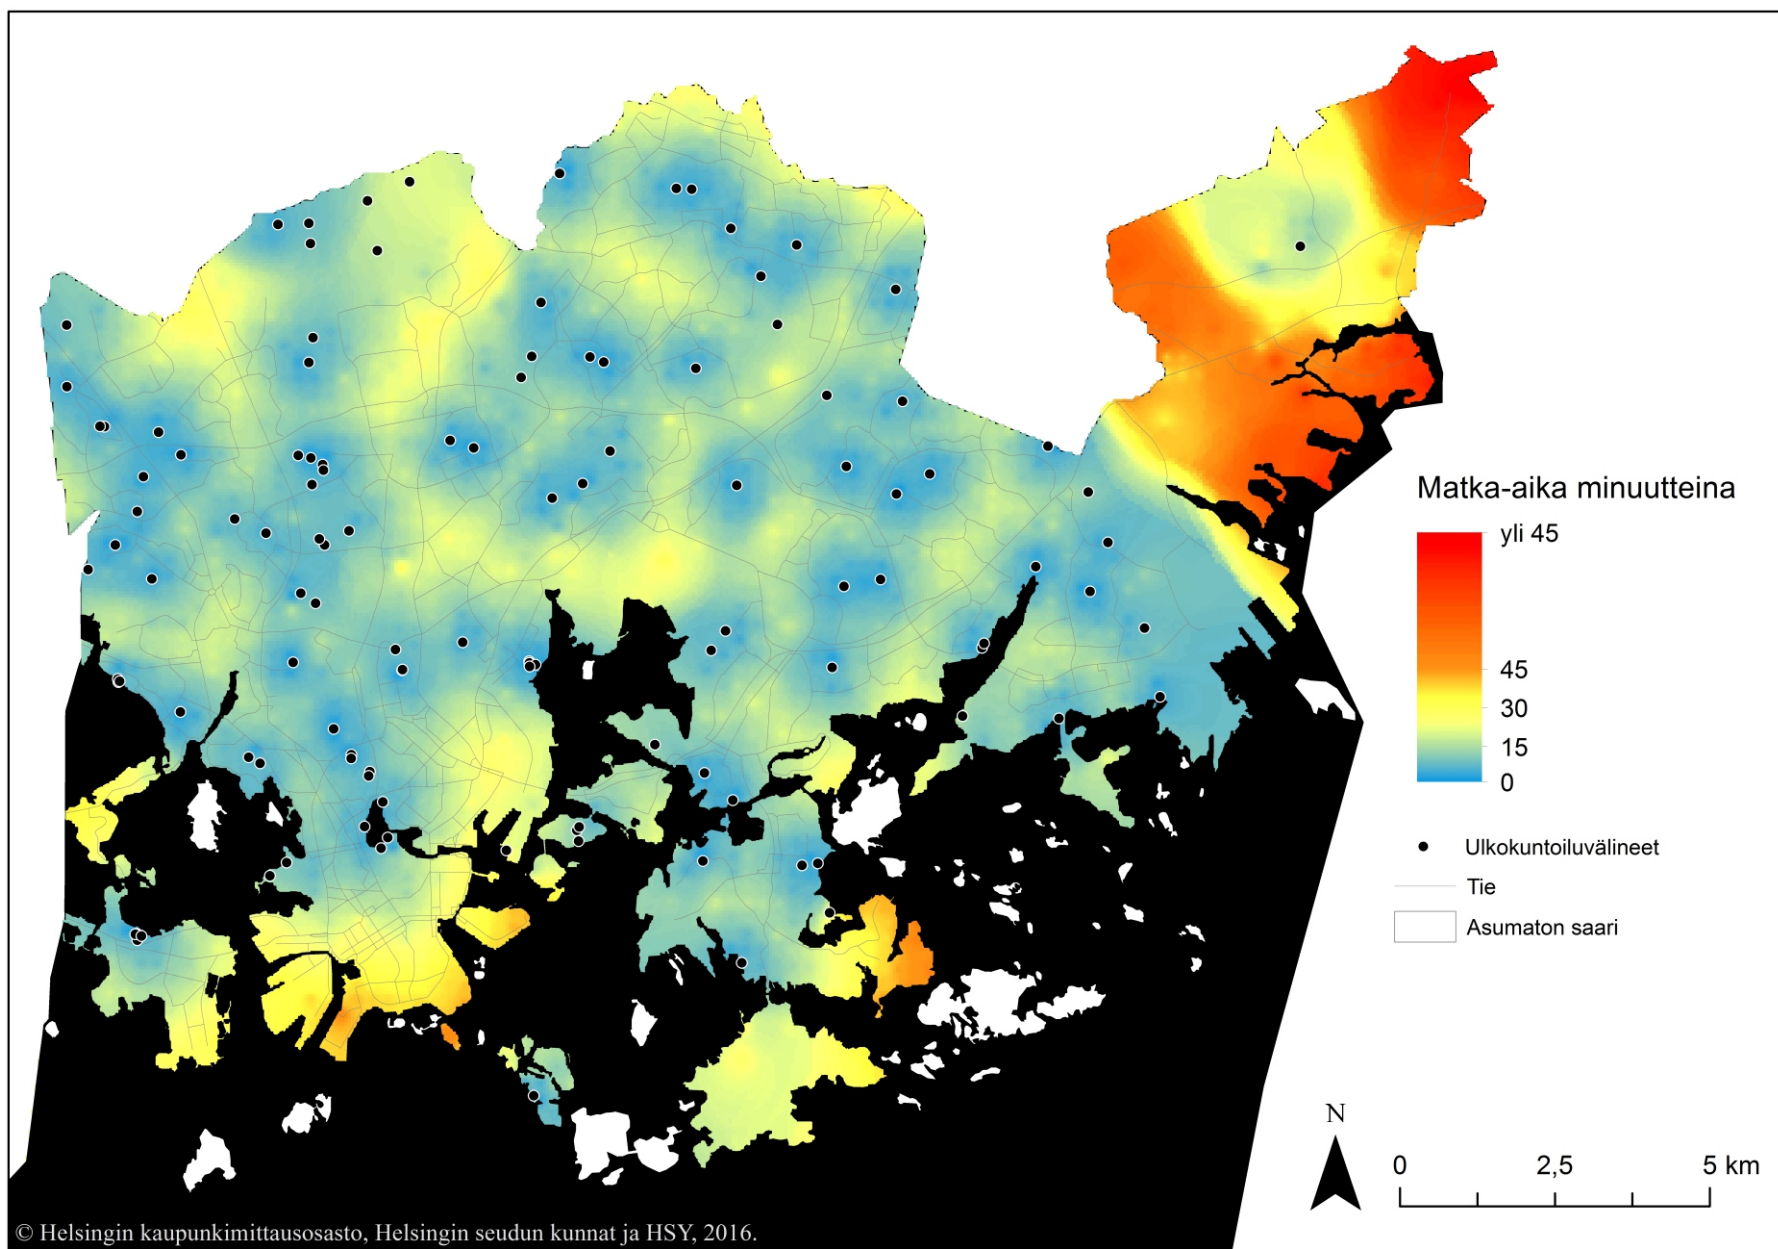 Matka-aika minuutteina
yli 45
45
30
15
0
Ulkokuntoiluvälineet
Tie
Asumaton saari
N
0 2,5 5 km
© Helsingin kaupunkimittausosasto, Helsingin seudun kunnat ja HSY, 2016.